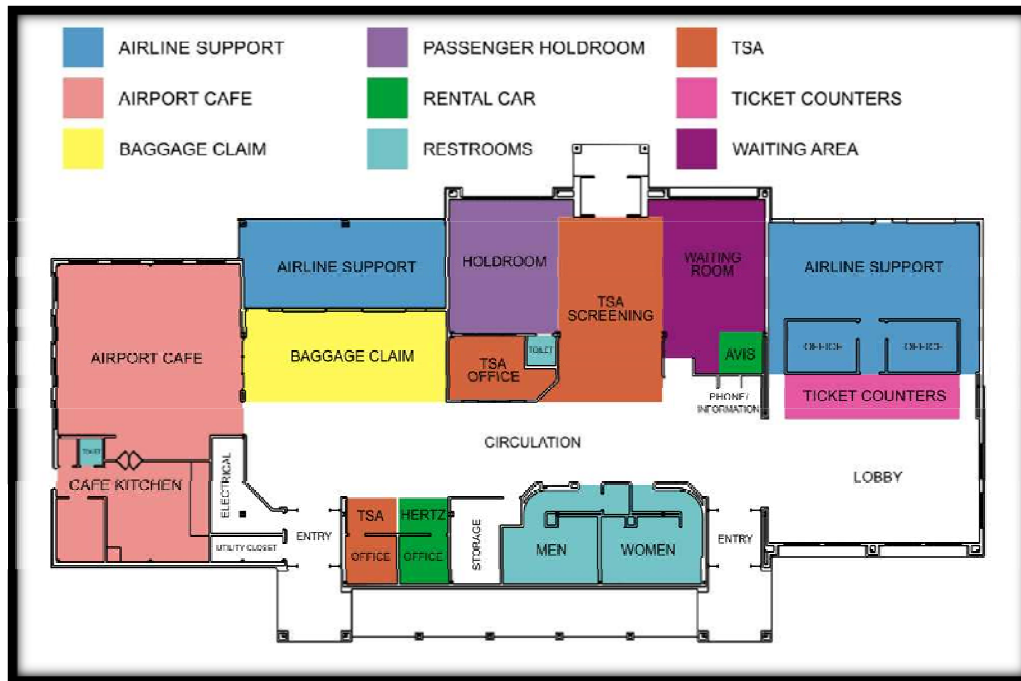 AIRLINE SUPPORT
PASSENGER HOLDROOM
TSA
AIRPORT CAFE
RENTAL CAR
TICKET COUNTERS
BAGGAGE CLAIM
RESTROOMS
WAITING AREA
AIRLINE SUPPORT
HOLDROOM
WAITING
ROOM
AIRLINE SUPPORT
TSA
SCREENING
AIRPORT CAFE
BAGGAGE CLAIM
TSA
OFFICE
TOILET
AVIS
OFFICE
OFFICE
PHONE/
INFORMATION
TICKET COUNTERS
CIRCULATION
LOBBY
TOILET
CAFE KITCHEN
ELECTRICAL
UTILITY CLOSET
ENTRY
TSA
OFFICE
HERTZ
OFFICE
STORAGE
MEN
WOMEN
ENTRY